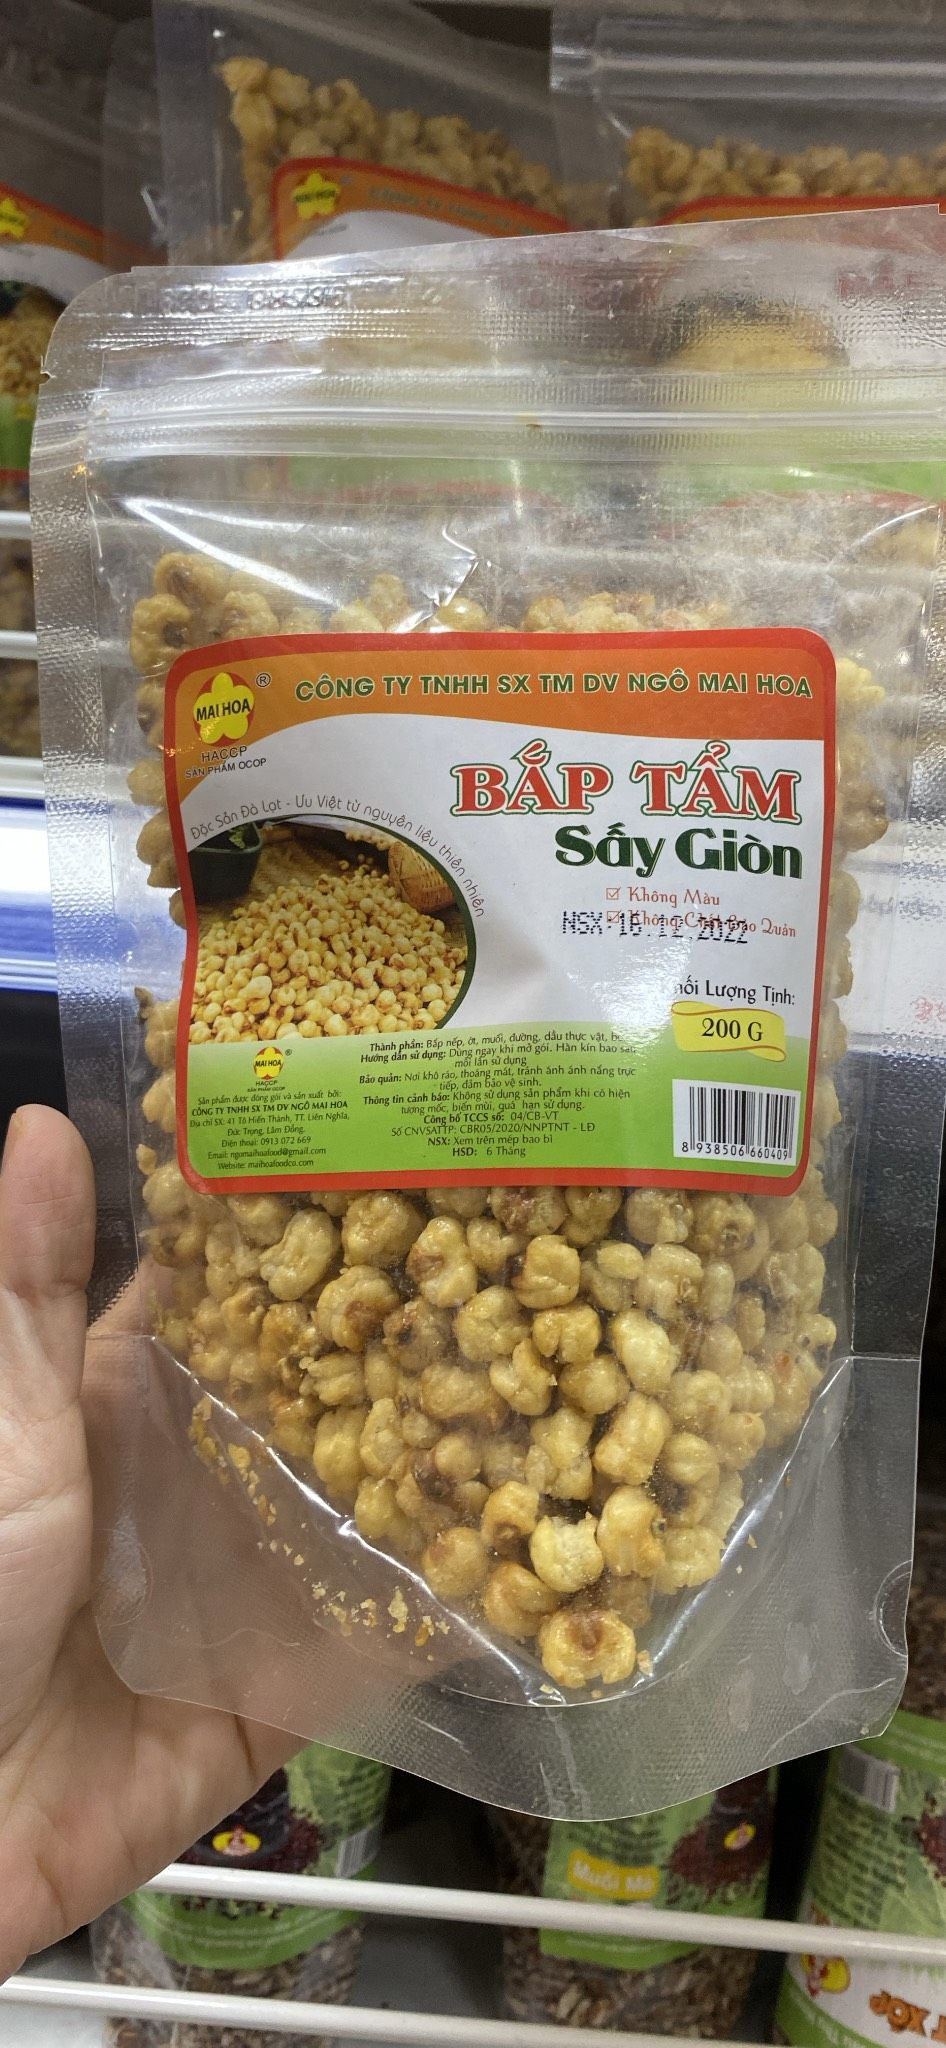 MAI HOA
MAI HOA ®
CÔNG TY TNHH SX TM DV NGÔ MAI HOA
HACCP
SẢN PHẨM OCOP
BẮP TẨM
Sấy Giòn
Đặc Sản Đà Lạt - Ưu Việt từ nguyên liệu thiên nhiên
☑ Không Màu
☑ Không Chất Bảo Quản
NSX: 16.12.2022
Lượng Tịnh:
200 G
MAI HOA ®
HACCP
SẢN PHẨM OCOP
Sản phẩm được đóng gói và sản xuất bởi:
CÔNG TY TNHH SX TM DV NGÔ MAI HOA
Địa chỉ SX: 41 Tô Hiến Thành, TT. Liên Nghĩa,
Đức Trọng, Lâm Đồng.
Điện thoại: 0913 072 669
Email: ngomaihoafood@gmail.com
Website: maihoafoodco.com
Thành phần: Bắp nếp, ớt, muối, đường, dầu thực vật,
Hướng dẫn sử dụng: Dùng ngay khi mở gói. Hàn kín bao sau
mỗi lần sử dụng
Bảo quản: Nơi khô ráo, thoáng mát, tránh ánh ánh nắng trực
tiếp, đảm bảo vệ sinh.
Thông tin cảnh báo: Không sử dụng sản phẩm khi có hiện
tượng mốc, biến mùi, quá hạn sử dụng.
Công bố TCCS số: 04/CB-VT
Số CNVSATTP: CBR05/2020/NNPTNT - LĐ
NSX: Xem trên mép bao bì
HSD: 6 Tháng
8 938506 660409
Muối Mè